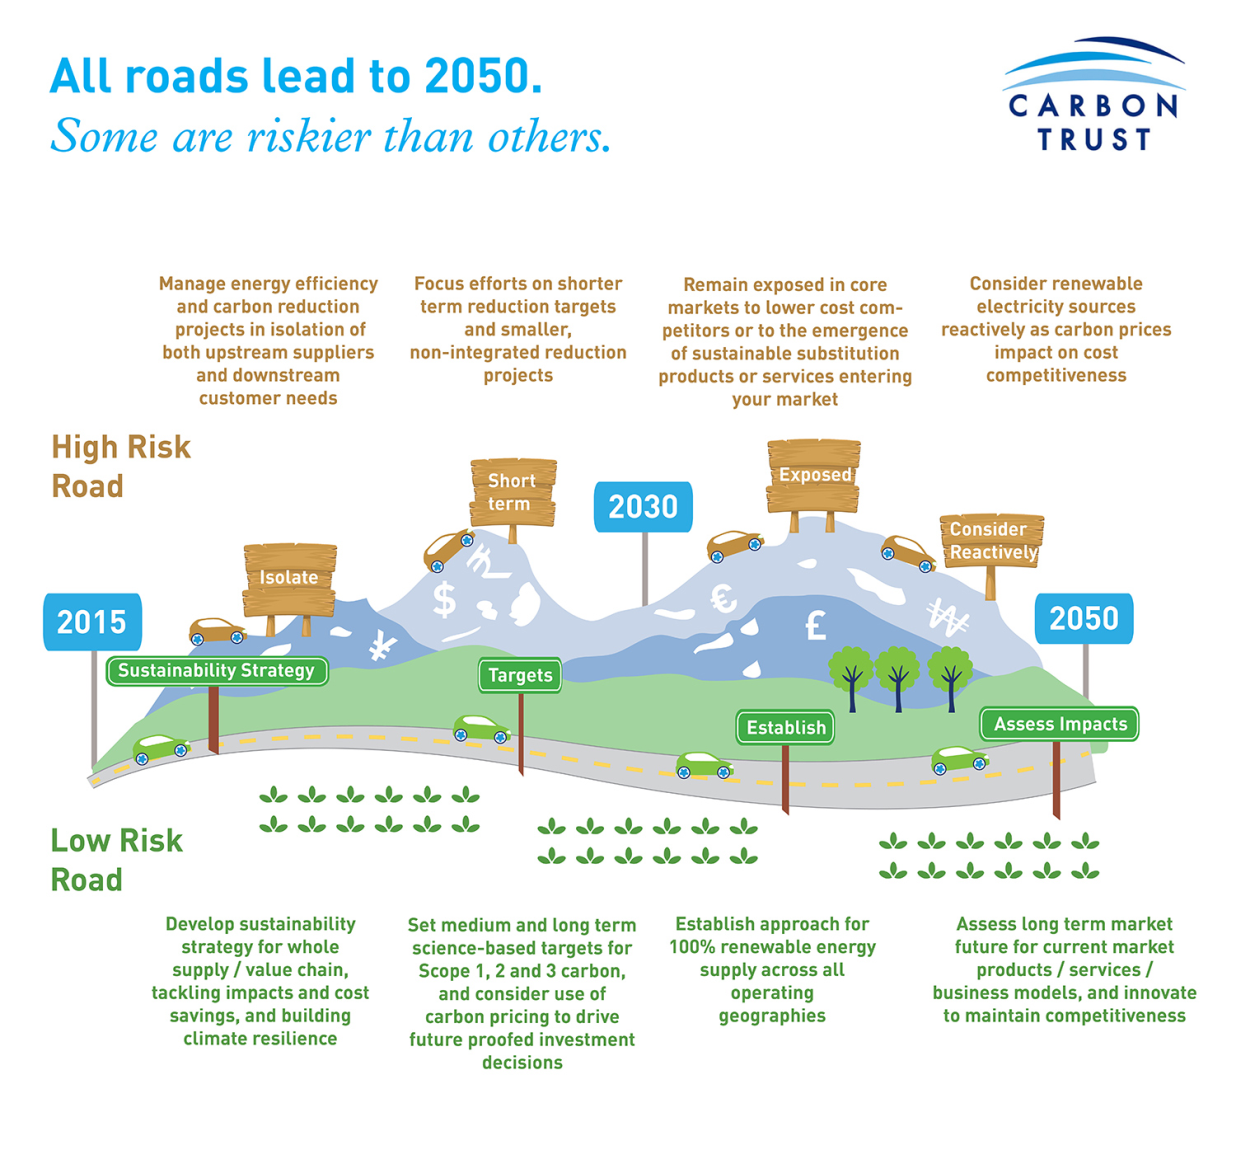 All roads lead to 2050.
Some are riskier than others.
CARBON
TRUST
Manage energy efficiency
and carbon reduction
projects in isolation of
both upstream suppliers
and downstream
customer needs
Focus efforts on shorter
term reduction targets
and smaller,
non-integrated reduction
projects
Remain exposed in core
markets to lower cost com-
petitors or to the emergence
of sustainable substitution
products or services entering
your market
Consider renewable
electricity sources
reactively as carbon prices
impact on cost
competitiveness
High Risk
Road
Short
term
2030
Exposed
Consider
Reactively
Isolate
2015
2050
₹
$
€
£
₩
¥
Sustainability Strategy
Targets
Establish
Assess Impacts
Low Risk
Road
Develop sustainability
strategy for whole
supply / value chain,
tackling impacts and cost
savings, and building
climate resilience
Set medium and long term
science-based targets for
Scope 1, 2 and 3 carbon,
and consider use of
carbon pricing to drive
future proofed investment
decisions
Establish approach for
100% renewable energy
supply across all
operating
geographies
Assess long term market
future for current market
products / services /
business models, and innovate
to maintain competitiveness